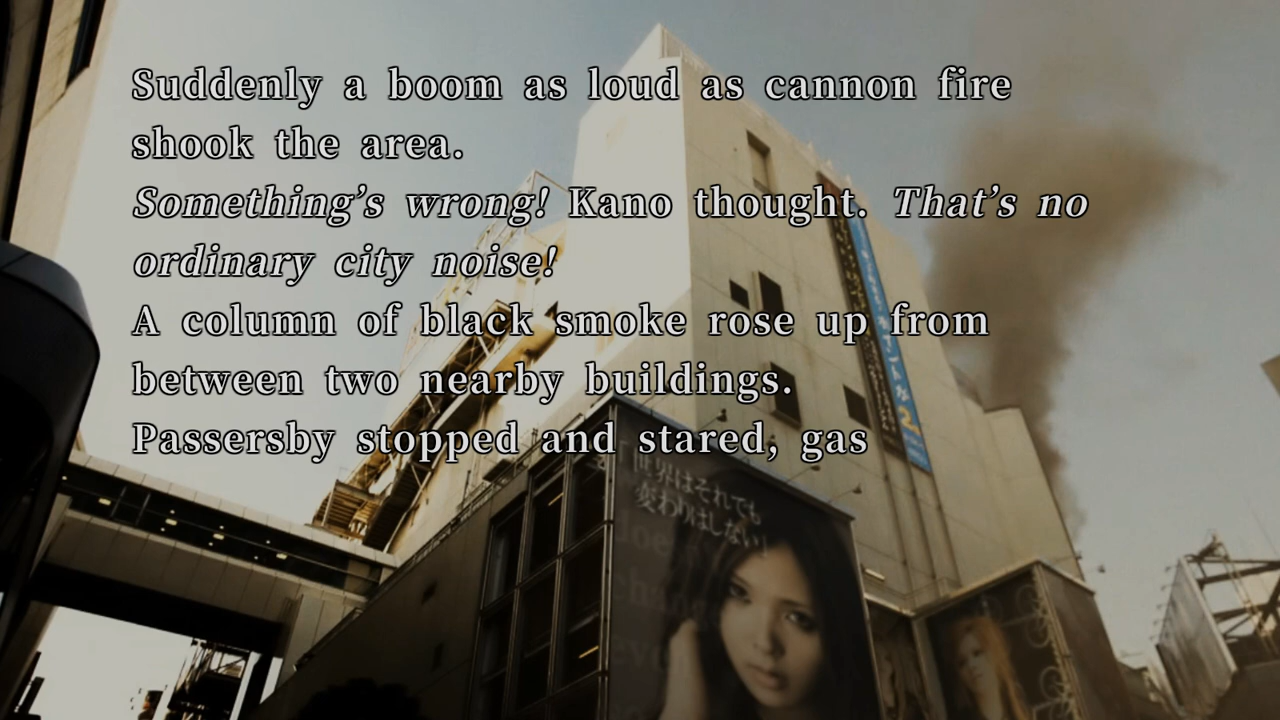 Suddenly a boom as loud as cannon fire
shook the area.
Something's wrong! Kano thought. That's no
ordinary city noise!
A column of black smoke rose up from
between two nearby buildings.
Passersby stopped and stared, gas
世界はそれでも
変わりはしない!